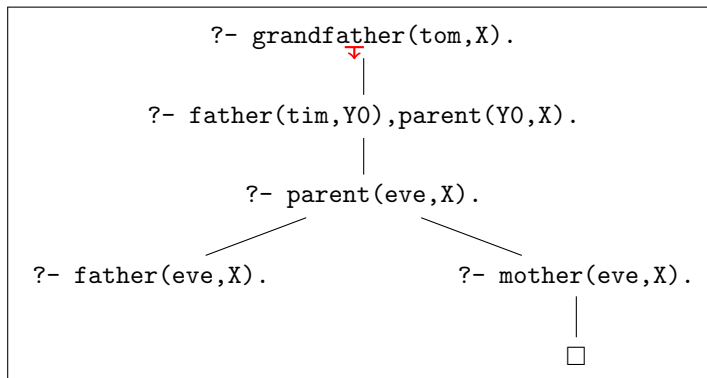 ?- grandfather(tom,X).
?- father(tim,Y0),parent(Y0,X).
?- parent(eve,X).
?- father(eve,X).
?- mother(eve,X).